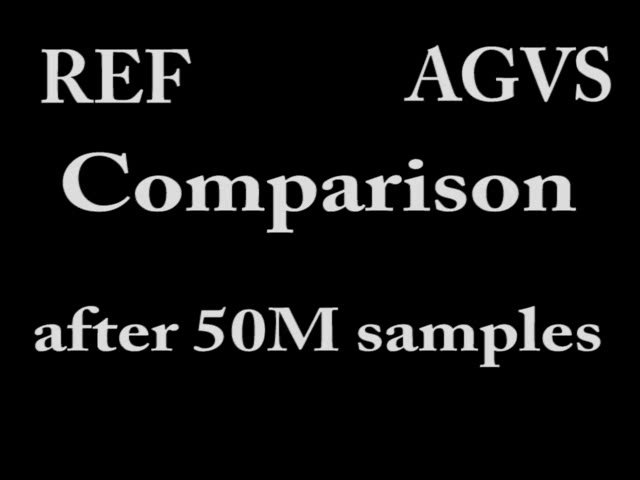 REF AGVS
Comparison
after 50M samples